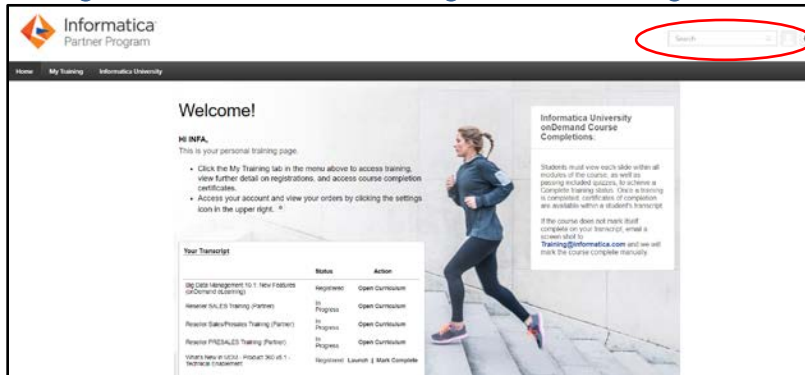 Informatica
Partner Program
Search
Home My Training Informatica University
Welcome!
HI INFA,
This is your personal training page.
• Click the My Training tab in the menu above to access training,
view further detail on registrations, and access course completion
certificates.
• Access your account and view your orders by clicking the settings
icon in the upper right.
Informatica University
onDemand Course
Completions:
Students must view each slide within all
modules of the course, as well as
passing included quizzes, to achieve a
Complete training status. Once a training
is completed, certificates of completion
are available within a student's transcript.
If the course does not mark itself
complete on your transcript, email a
screen shot to
Training@Informatica.com and we will
mark the course complete manually.
Your Transcript
Status Action
Big Data Management 10.1: New Features
(onDemand eLearning)
Registered Open Curriculum
Reseller SALES Training (Partner)
In
Progress
Open Curriculum
Reseller Sales/Presales Training (Partner)
In
Progress
Open Curriculum
Reseller PRESALES Training (Partner)
In
Progress
Open Curriculum
What's New in MDM - Product 360 v8.1 -
Technical Enablement
Registered Launch | Mark Complete